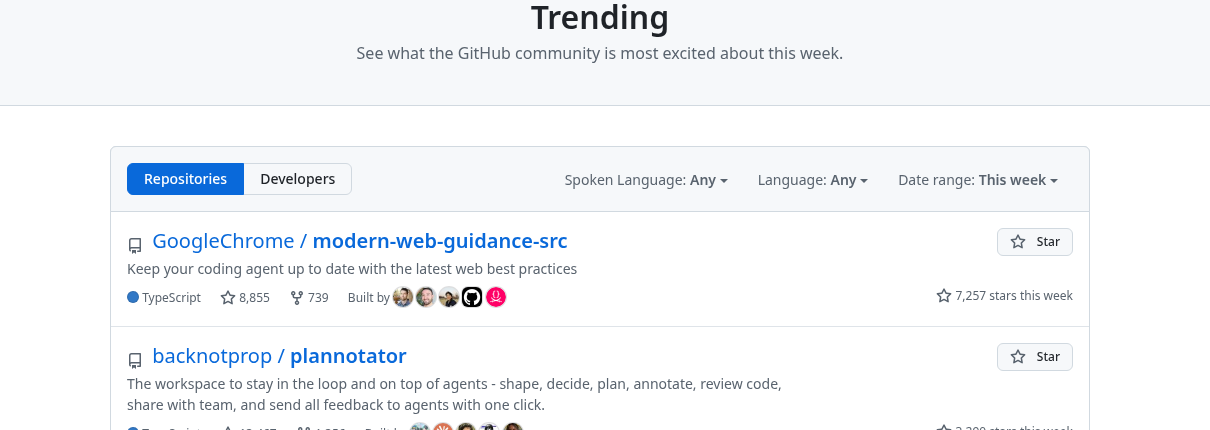 Trending
See what the GitHub community is most excited about this week.
Repositories Developers Spoken Language: Any Language: Any Date range: This week
GoogleChrome / modern-web-guidance-src Star
Keep your coding agent up to date with the latest web best practices
TypeScript 8,855 739 Built by 7,257 stars this week
backnotprop / plannotator Star
The workspace to stay in the loop and on top of agents - shape, decide, plan, annotate, review code,
share with team, and send all feedback to agents with one click.